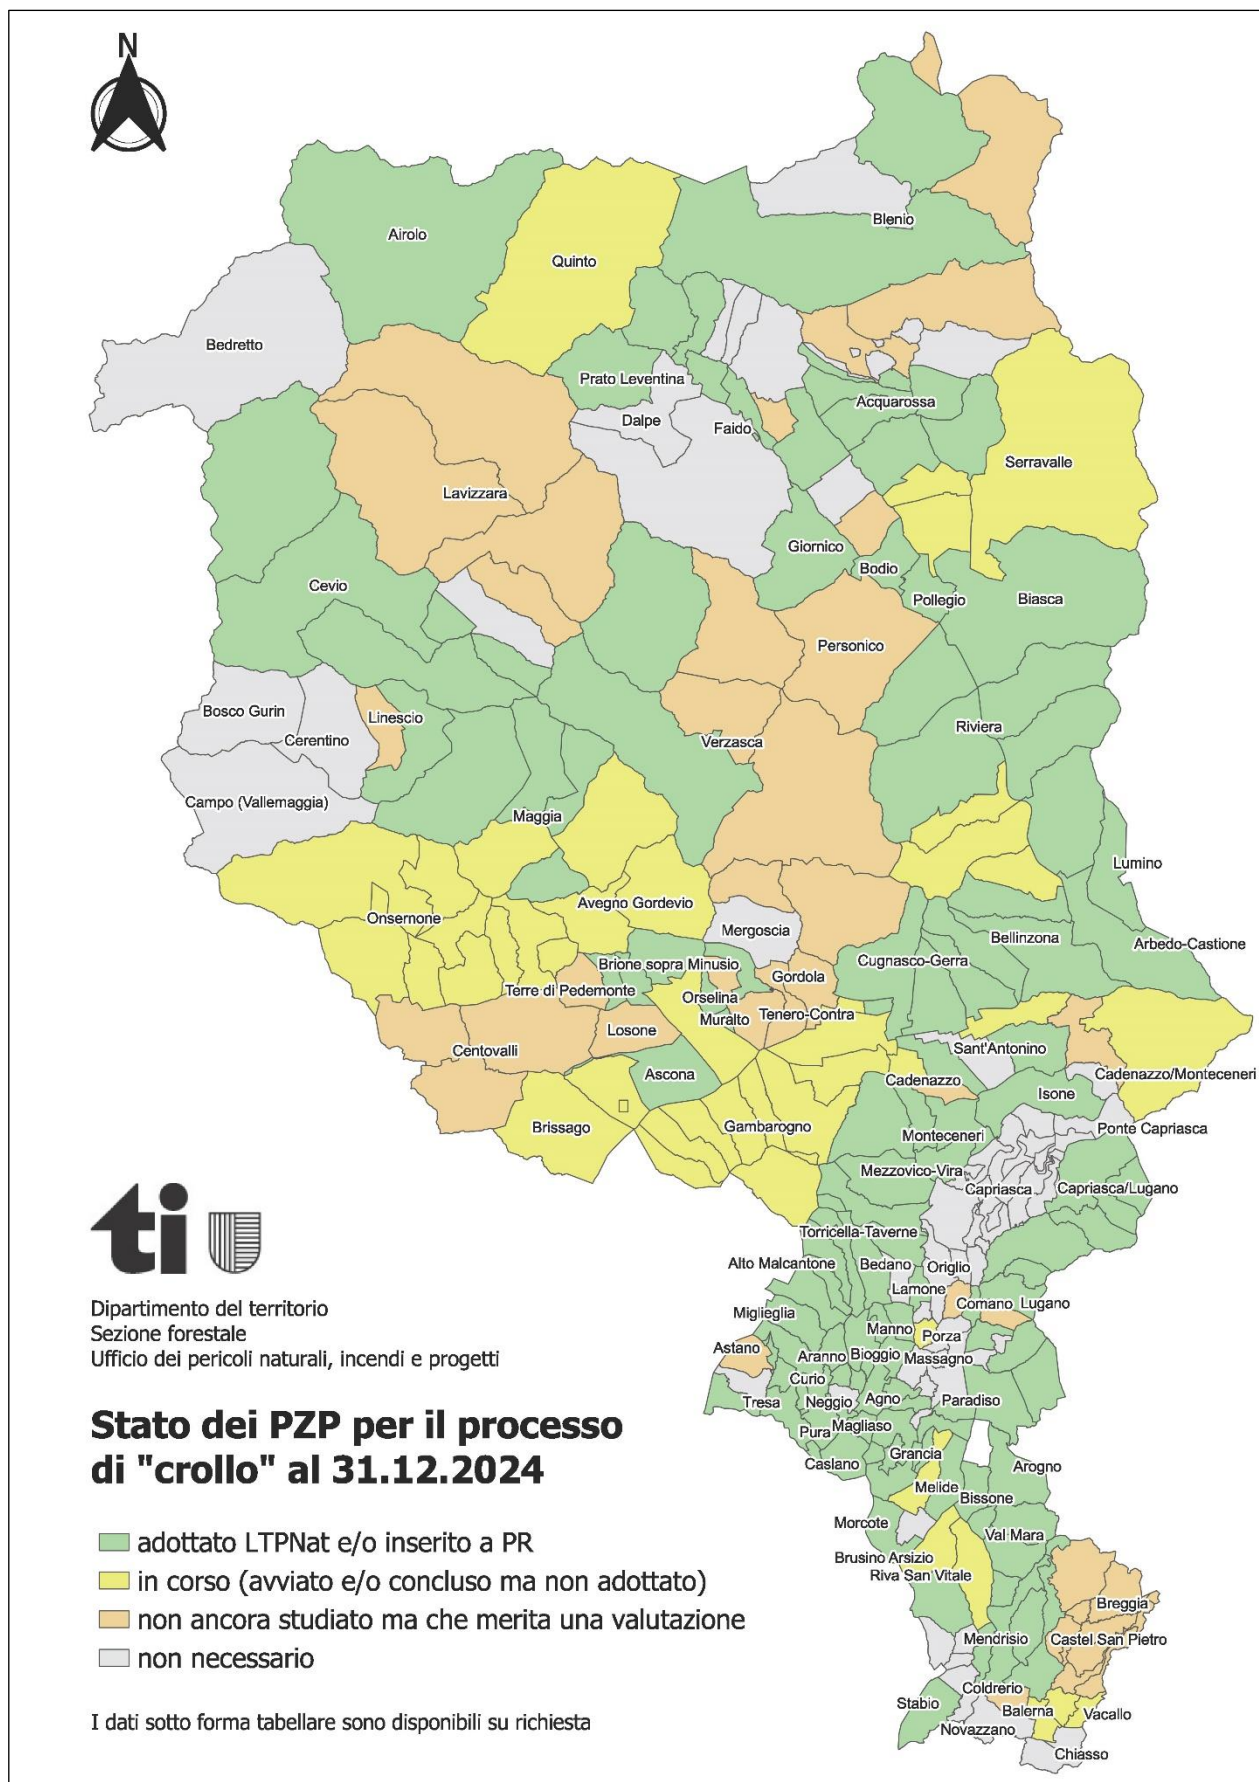 N
Blenio
Airolo
Quinto
Bedretto
Prato Leventina
Acquarossa
Dalpe
Faido
Serravalle
Lavizzara
Giornico
Bodio
Cevio
Pollegio
Biasca
Personico
Bosco Gurin
Linescio
Cerentino
Riviera
Verzasca
Campo (Vallemaggia)
Maggia
Lumino
Avegno Gordevio
Onsernone
Mergoscia
Bellinzona
Arbedo-Castione
Cugnasco-Gerra
Brione sopra Minusio
Gordola
Terre di Pedemonte
Orselina
Muralto
Tenero-Contra
Losone
Centovalli
Sant'Antonino
Ascona
Cadenazzo
Cadenazzo/Monteceneri
Isone
Brissago
Gambarogno
Monteceneri
Ponte Capriasca
Mezzovico-Vira
Capriasca
Capriasca/Lugano
Torricella-Taverne
Alto Malcantone
Bedano
Origlio
Lamone
Comano
Lugano
Miglieglia
Manno
Porza
Astano
Aranno
Bioggio
Massagno
Curio
Tresa
Neggio
Agno
Paradiso
Pura
Magliaso
Caslano
Grancia
Arogno
Melide
Bissone
Morcote
Val Mara
Brusino Arsizio
Riva San Vitale
Breggia
Mendrisio
Castel San Pietro
Coldrerio
Stabio
Balerna
Vacallo
Novazzano
Chiasso
ti
Dipartimento del territorio
Sezione forestale
Ufficio dei pericoli naturali, incendi e progetti
Stato dei PZP per il processo
di "crollo" al 31.12.2024
adottato LTPNat e/o inserito a PR
in corso (avviato e/o concluso ma non adottato)
non ancora studiato ma che merita una valutazione
non necessario
I dati sotto forma tabellare sono disponibili su richiesta